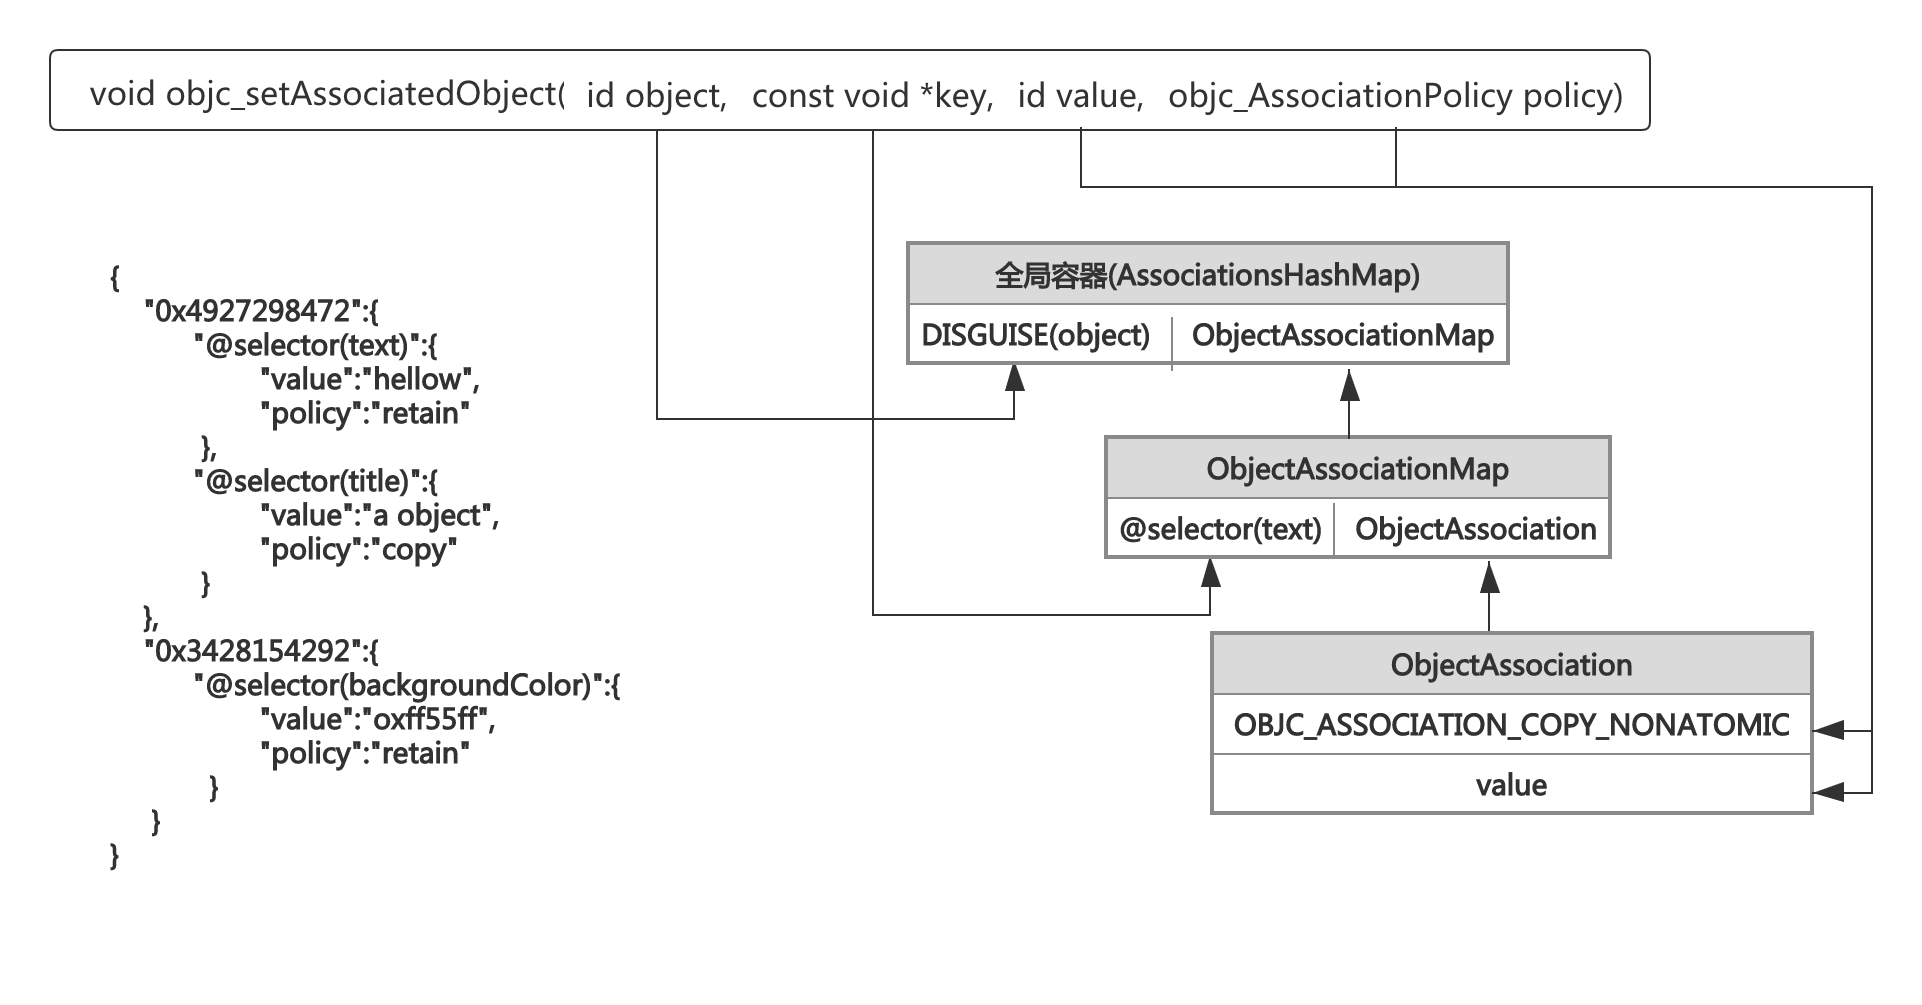 void objc_setAssociatedObject( id object, const void *key, id value, objc_AssociationPolicy policy)
{
"0x4927298472":{
"@selector(text)":{
"value":"hellow",
"policy":"retain"
},
"@selector(title)":{
"value":"a object",
"policy":"copy"
}
},
"0x3428154292":{
"@selector(backgroundColor)":{
"value":"oxff55ff",
"policy":"retain"
}
}
}
全局容器(AssociationsHashMap)
DISGUISE(object) ObjectAssociationMap
ObjectAssociationMap
@selector(text) ObjectAssociation
ObjectAssociation
OBJC_ASSOCIATION_COPY_NONATOMIC
value